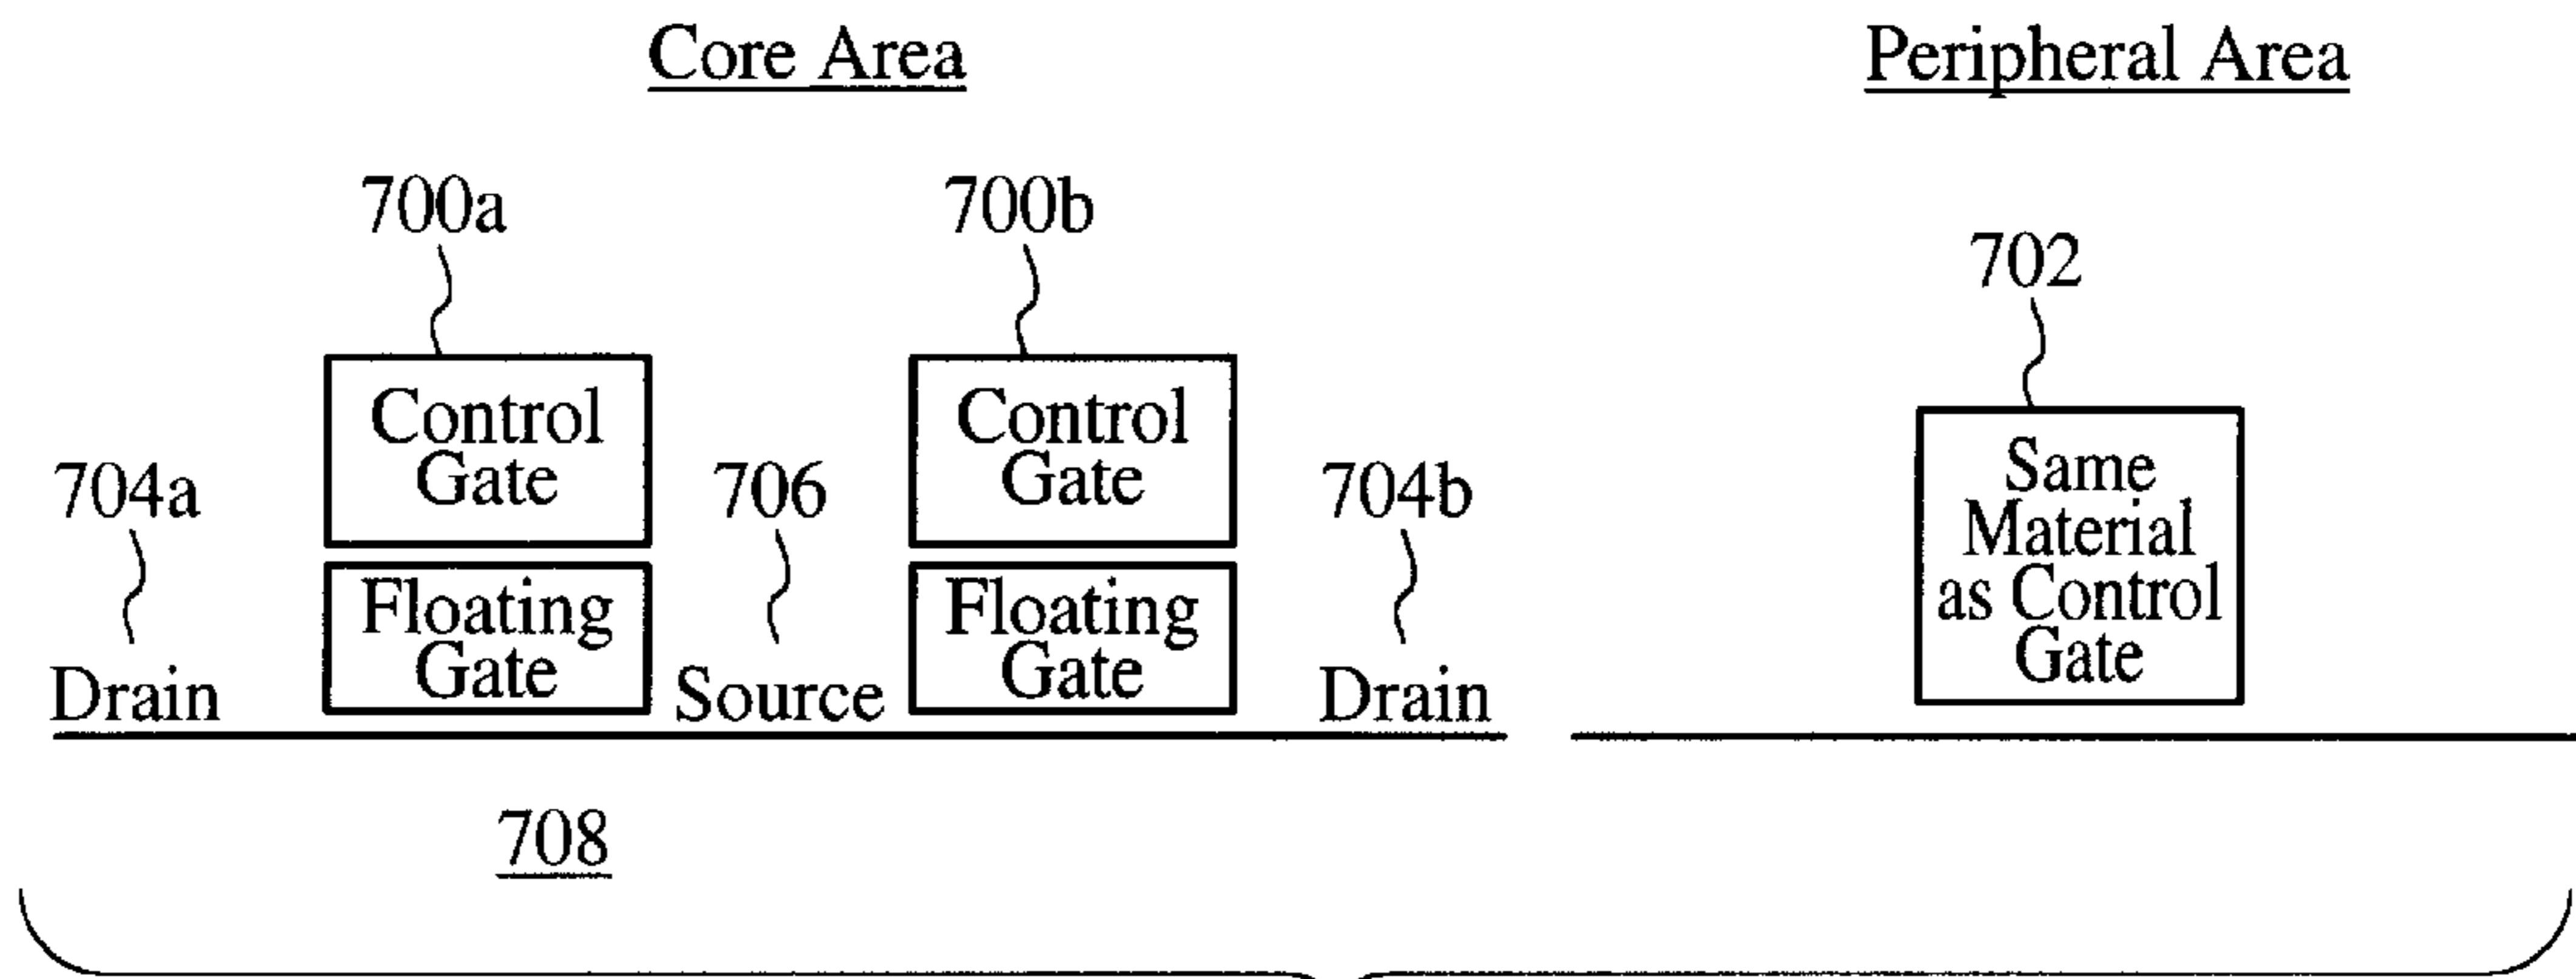 Core Area
Peripheral Area
700a
700b
702
Control
Gate
Control
Gate
Same
Material
as Control
Gate
704a
706
704b
Floating
Gate
Floating
Gate
Drain
Source
Drain
708